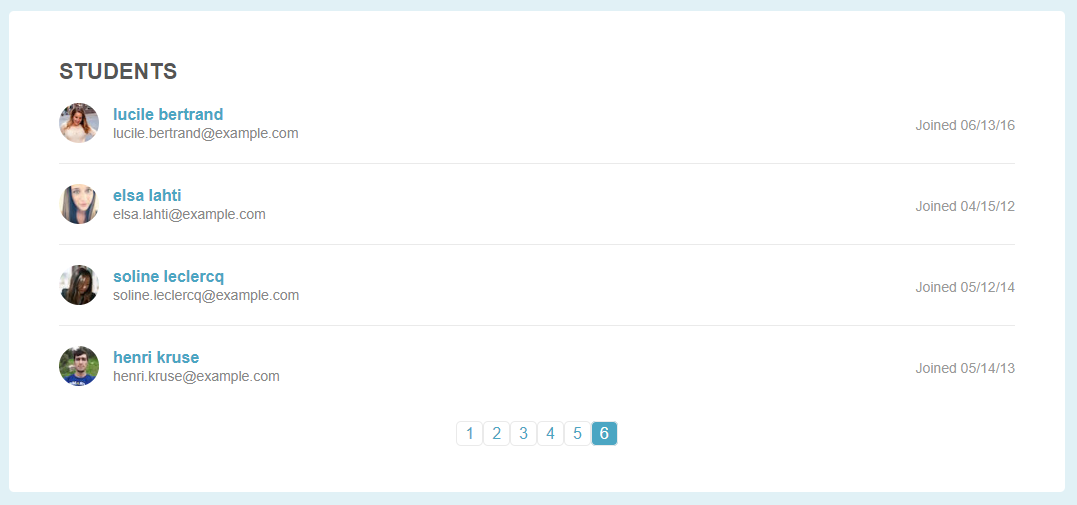 STUDENTS
lucile bertrand
lucile.bertrand@example.com
Joined 06/13/16
elsa lahti
elsa.lahti@example.com
Joined 04/15/12
soline leclercq
soline.leclercq@example.com
Joined 05/12/14
henri kruse
henri.kruse@example.com
Joined 05/14/13
1 2 3 4 5 6